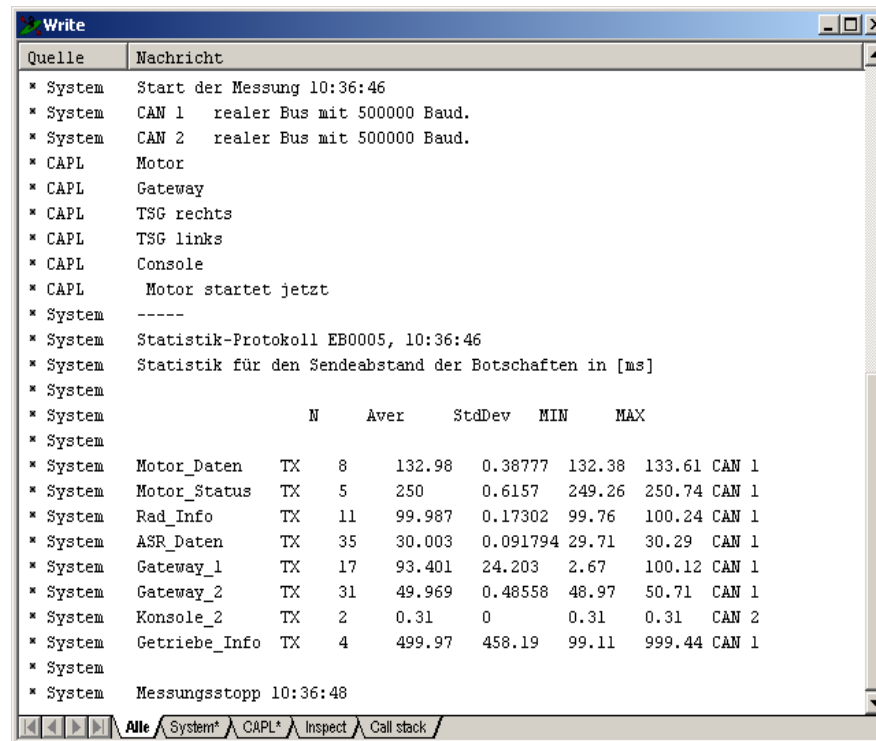 Write
Quelle Nachricht
* System Start der Messung 10:36:46
* System CAN 1 realer Bus mit 500000 Baud.
* System CAN 2 realer Bus mit 500000 Baud.
* CAPL Motor
* CAPL Gateway
* CAPL TSG rechts
* CAPL TSG links
* CAPL Console
* CAPL Motor startet jetzt
* System -----
* System Statistik-Protokoll EB0005, 10:36:46
* System Statistik für den Sendeabstand der Botschaften in [ms]
* System
* System N Aver StdDev MIN MAX
* System
* System Motor_Daten TX 8 132.98 0.38777 132.38 133.61 CAN 1
* System Motor_Status TX 5 250 0.6157 249.26 250.74 CAN 1
* System Rad_Info TX 11 99.987 0.17302 99.76 100.24 CAN 1
* System ASR_Daten TX 35 30.003 0.091794 29.71 30.29 CAN 1
* System Gateway_1 TX 17 93.401 24.203 2.67 100.12 CAN 1
* System Gateway_2 TX 31 49.969 0.48558 48.97 50.71 CAN 1
* System Konsole_2 TX 2 0.31 0 0.31 0.31 CAN 2
* System Getriebe_Info TX 4 499.97 458.19 99.11 999.44 CAN 1
* System
* System Messungsstopp 10:36:48
Alle System* CAPL* Inspect Call stack